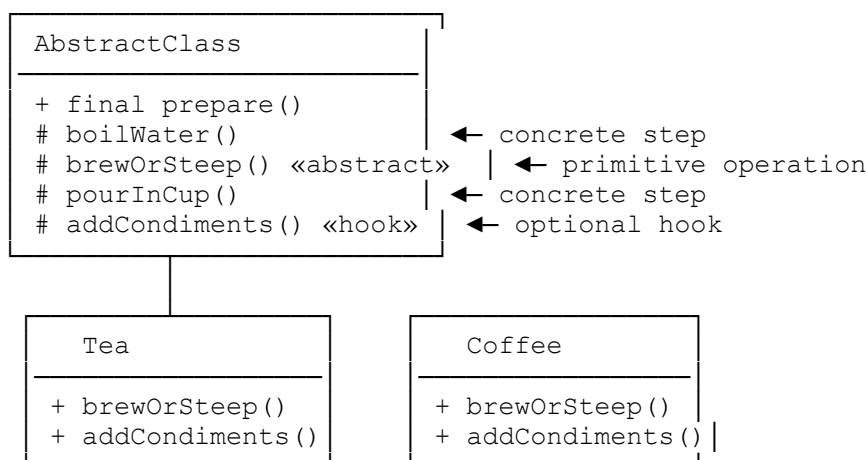 AbstractClass
+ final prepare()
# boilWater() ◄─ concrete step
# brewOrSteep() «abstract» ◄─ primitive operation
# pourInCup() ◄─ concrete step
# addCondiments() «hook» ◄─ optional hook
Tea Coffee
+ brewOrSteep() + brewOrSteep()
+ addCondiments() + addCondiments()